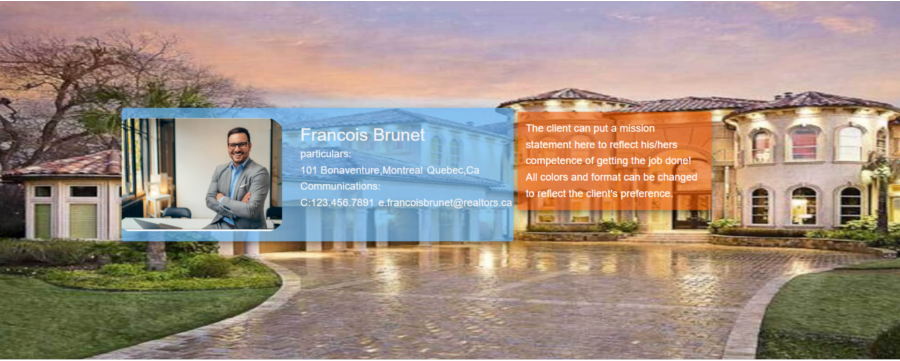 Francois Brunet
particulars:
101 Bonaventure,Montreal Quebec,Ca
Communications:
C:123.456.7891 e.francoisbrunet@realtors.ca
The client can put a mission
statement here to reflect his/hers
competence of getting the job done!
All colors and format can be changed
to reflect the client's preference.